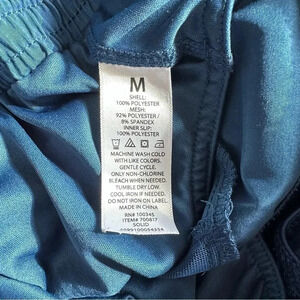 M
SHELL:
100% POLYESTER
MESH:
92% POLYESTER /
8% SPANDEX
INNER SLIP:
100% POLYESTER
MACHINE WASH COLD
WITH LIKE COLORS.
GENTLE CYCLE.
ONLY NON-CHLORINE
BLEACH WHEN NEEDED.
TUMBLE DRY LOW.
COOL IRON IF NEEDED.
DO NOT IRON ON LABEL.
MADE IN CHINA
RN# 100345
ITEM# 700817
SOLID